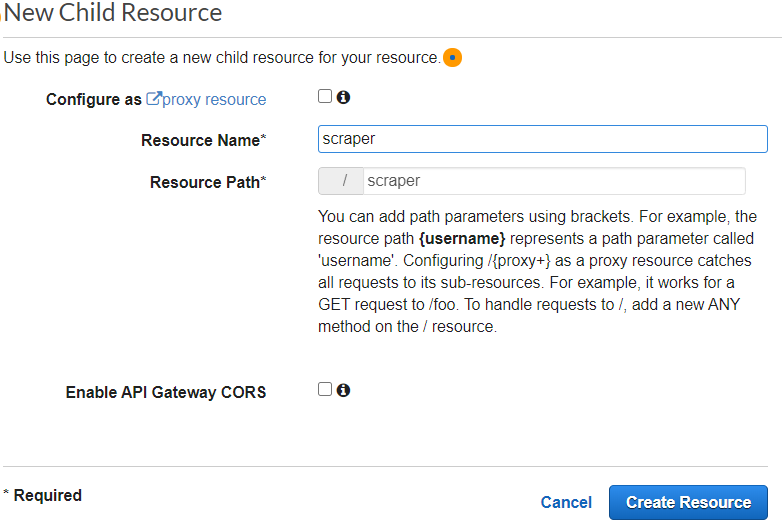 New Child Resource
Use this page to create a new child resource for your resource.
Configure as proxy resource
Resource Name*
scraper
Resource Path*
/ scraper
You can add path parameters using brackets. For example, the
resource path {username} represents a path parameter called
'username'. Configuring /{proxy+} as a proxy resource catches
all requests to its sub-resources. For example, it works for a
GET request to /foo. To handle requests to /, add a new ANY
method on the / resource.
Enable API Gateway CORS
* Required
Cancel
Create Resource